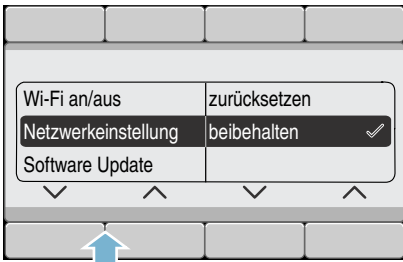 Wi-Fi an/aus
zurücksetzen
Netzwerkeinstellung
beibehalten
Software Update